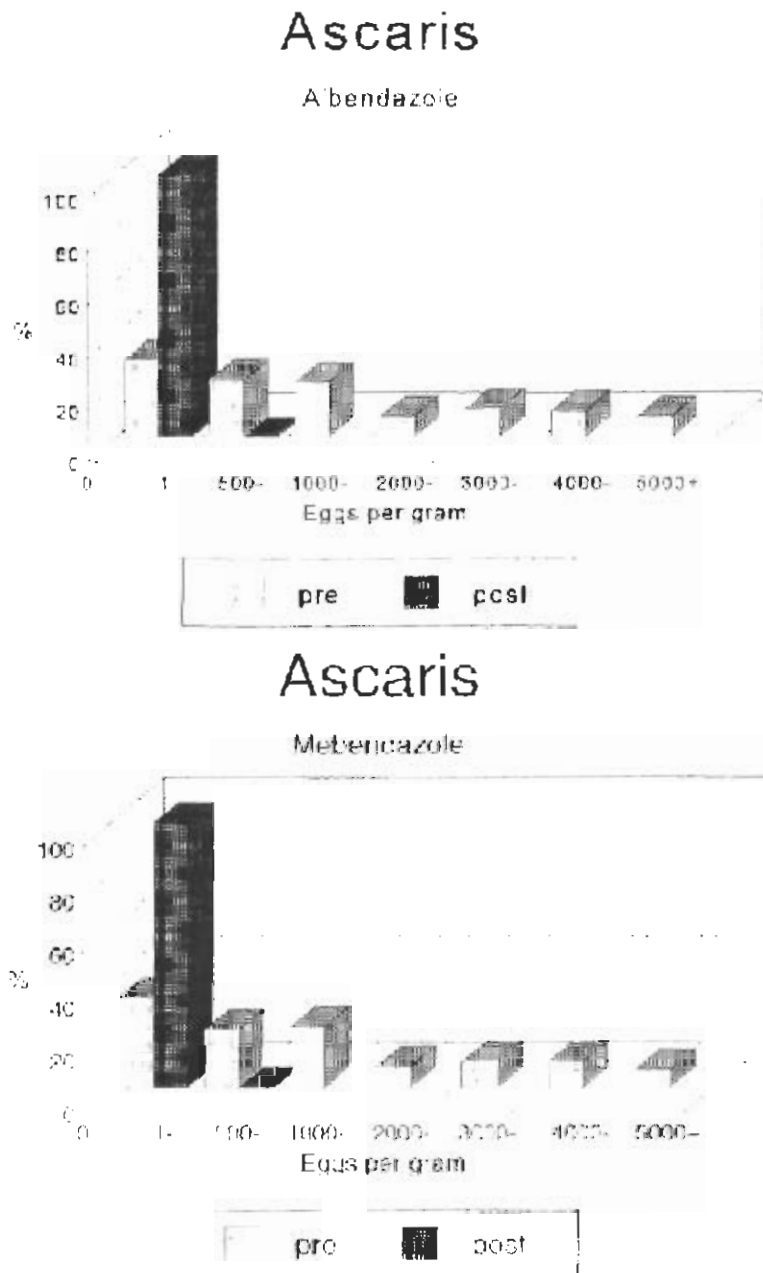 Ascaris
Albendazole
100
80
60
%
40
20
0
0 1 500- 1000- 2000- 3000- 4000- 5000+
Eggs per gram
pre post
Ascaris
Mebendazole
100
80
60
%
40
20
0
0 1- 500- 1000- 2000- 3000- 4000- 5000+
Eggs per gram
pre post